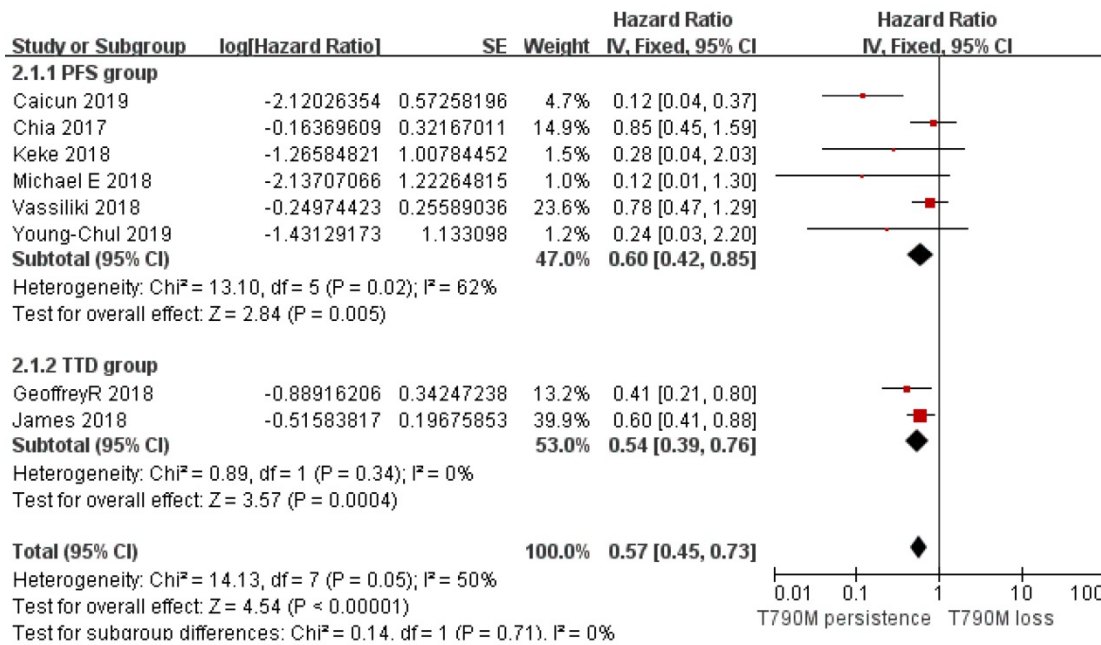 Hazard Ratio Hazard Ratio
Study or Subgroup log[Hazard Ratio] SE Weight IV, Fixed, 95% CI IV, Fixed, 95% CI
2.1.1 PFS group
Caicun 2019 -2.12026354 0.57258196 4.7% 0.12 [0.04, 0.37]
Chia 2017 -0.16369609 0.32167011 14.9% 0.85 [0.45, 1.59]
Keke 2018 -1.26584821 1.00784452 1.5% 0.28 [0.04, 2.03]
Michael E 2018 -2.13707066 1.22264815 1.0% 0.12 [0.01, 1.30]
Vassiliki 2018 -0.24974423 0.25589036 23.6% 0.78 [0.47, 1.29]
Young-Chul 2019 -1.43129173 1.133098 1.2% 0.24 [0.03, 2.20]
Subtotal (95% CI) 47.0% 0.60 [0.42, 0.85]
Heterogeneity: Chi² = 13.10, df = 5 (P = 0.02); I² = 62%
Test for overall effect: Z = 2.84 (P = 0.005)
2.1.2 TTD group
GeoffreyR 2018 -0.88916206 0.34247238 13.2% 0.41 [0.21, 0.80]
James 2018 -0.51583817 0.19675853 39.9% 0.60 [0.41, 0.88]
Subtotal (95% CI) 53.0% 0.54 [0.39, 0.76]
Heterogeneity: Chi² = 0.89, df = 1 (P = 0.34); I² = 0%
Test for overall effect: Z = 3.57 (P = 0.0004)
Total (95% CI) 100.0% 0.57 [0.45, 0.73]
Heterogeneity: Chi² = 14.13, df = 7 (P = 0.05); I² = 50%
Test for overall effect: Z = 4.54 (P < 0.00001)
Test for subgroup differences: Chi² = 0.14, df = 1 (P = 0.71), I² = 0%
0.01 0.1 1 10 100
T790M persistence T790M loss